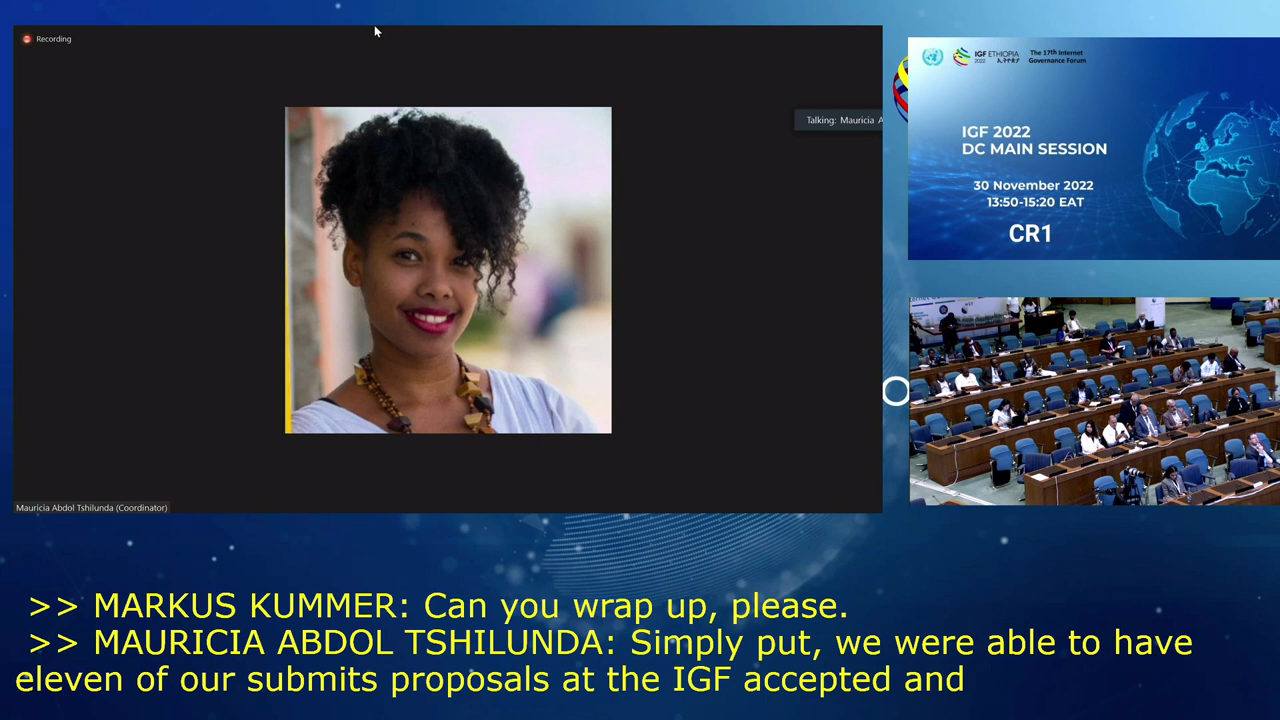 Recording
Talking: Mauricia A
Mauricia Abdol Tshilunda (Coordinator)
IGF ETHIOPIA
2022 ኢትዮጵያ
The 17th Internet
Governance Forum
IGF 2022
DC MAIN SESSION
30 November 2022
13:50-15:20 EAT
CR1
O
>> MARKUS KUMMER: Can you wrap up, please.
>> MAURICIA ABDOL TSHILUNDA: Simply put, we were able to have
eleven of our submits proposals at the IGF accepted and